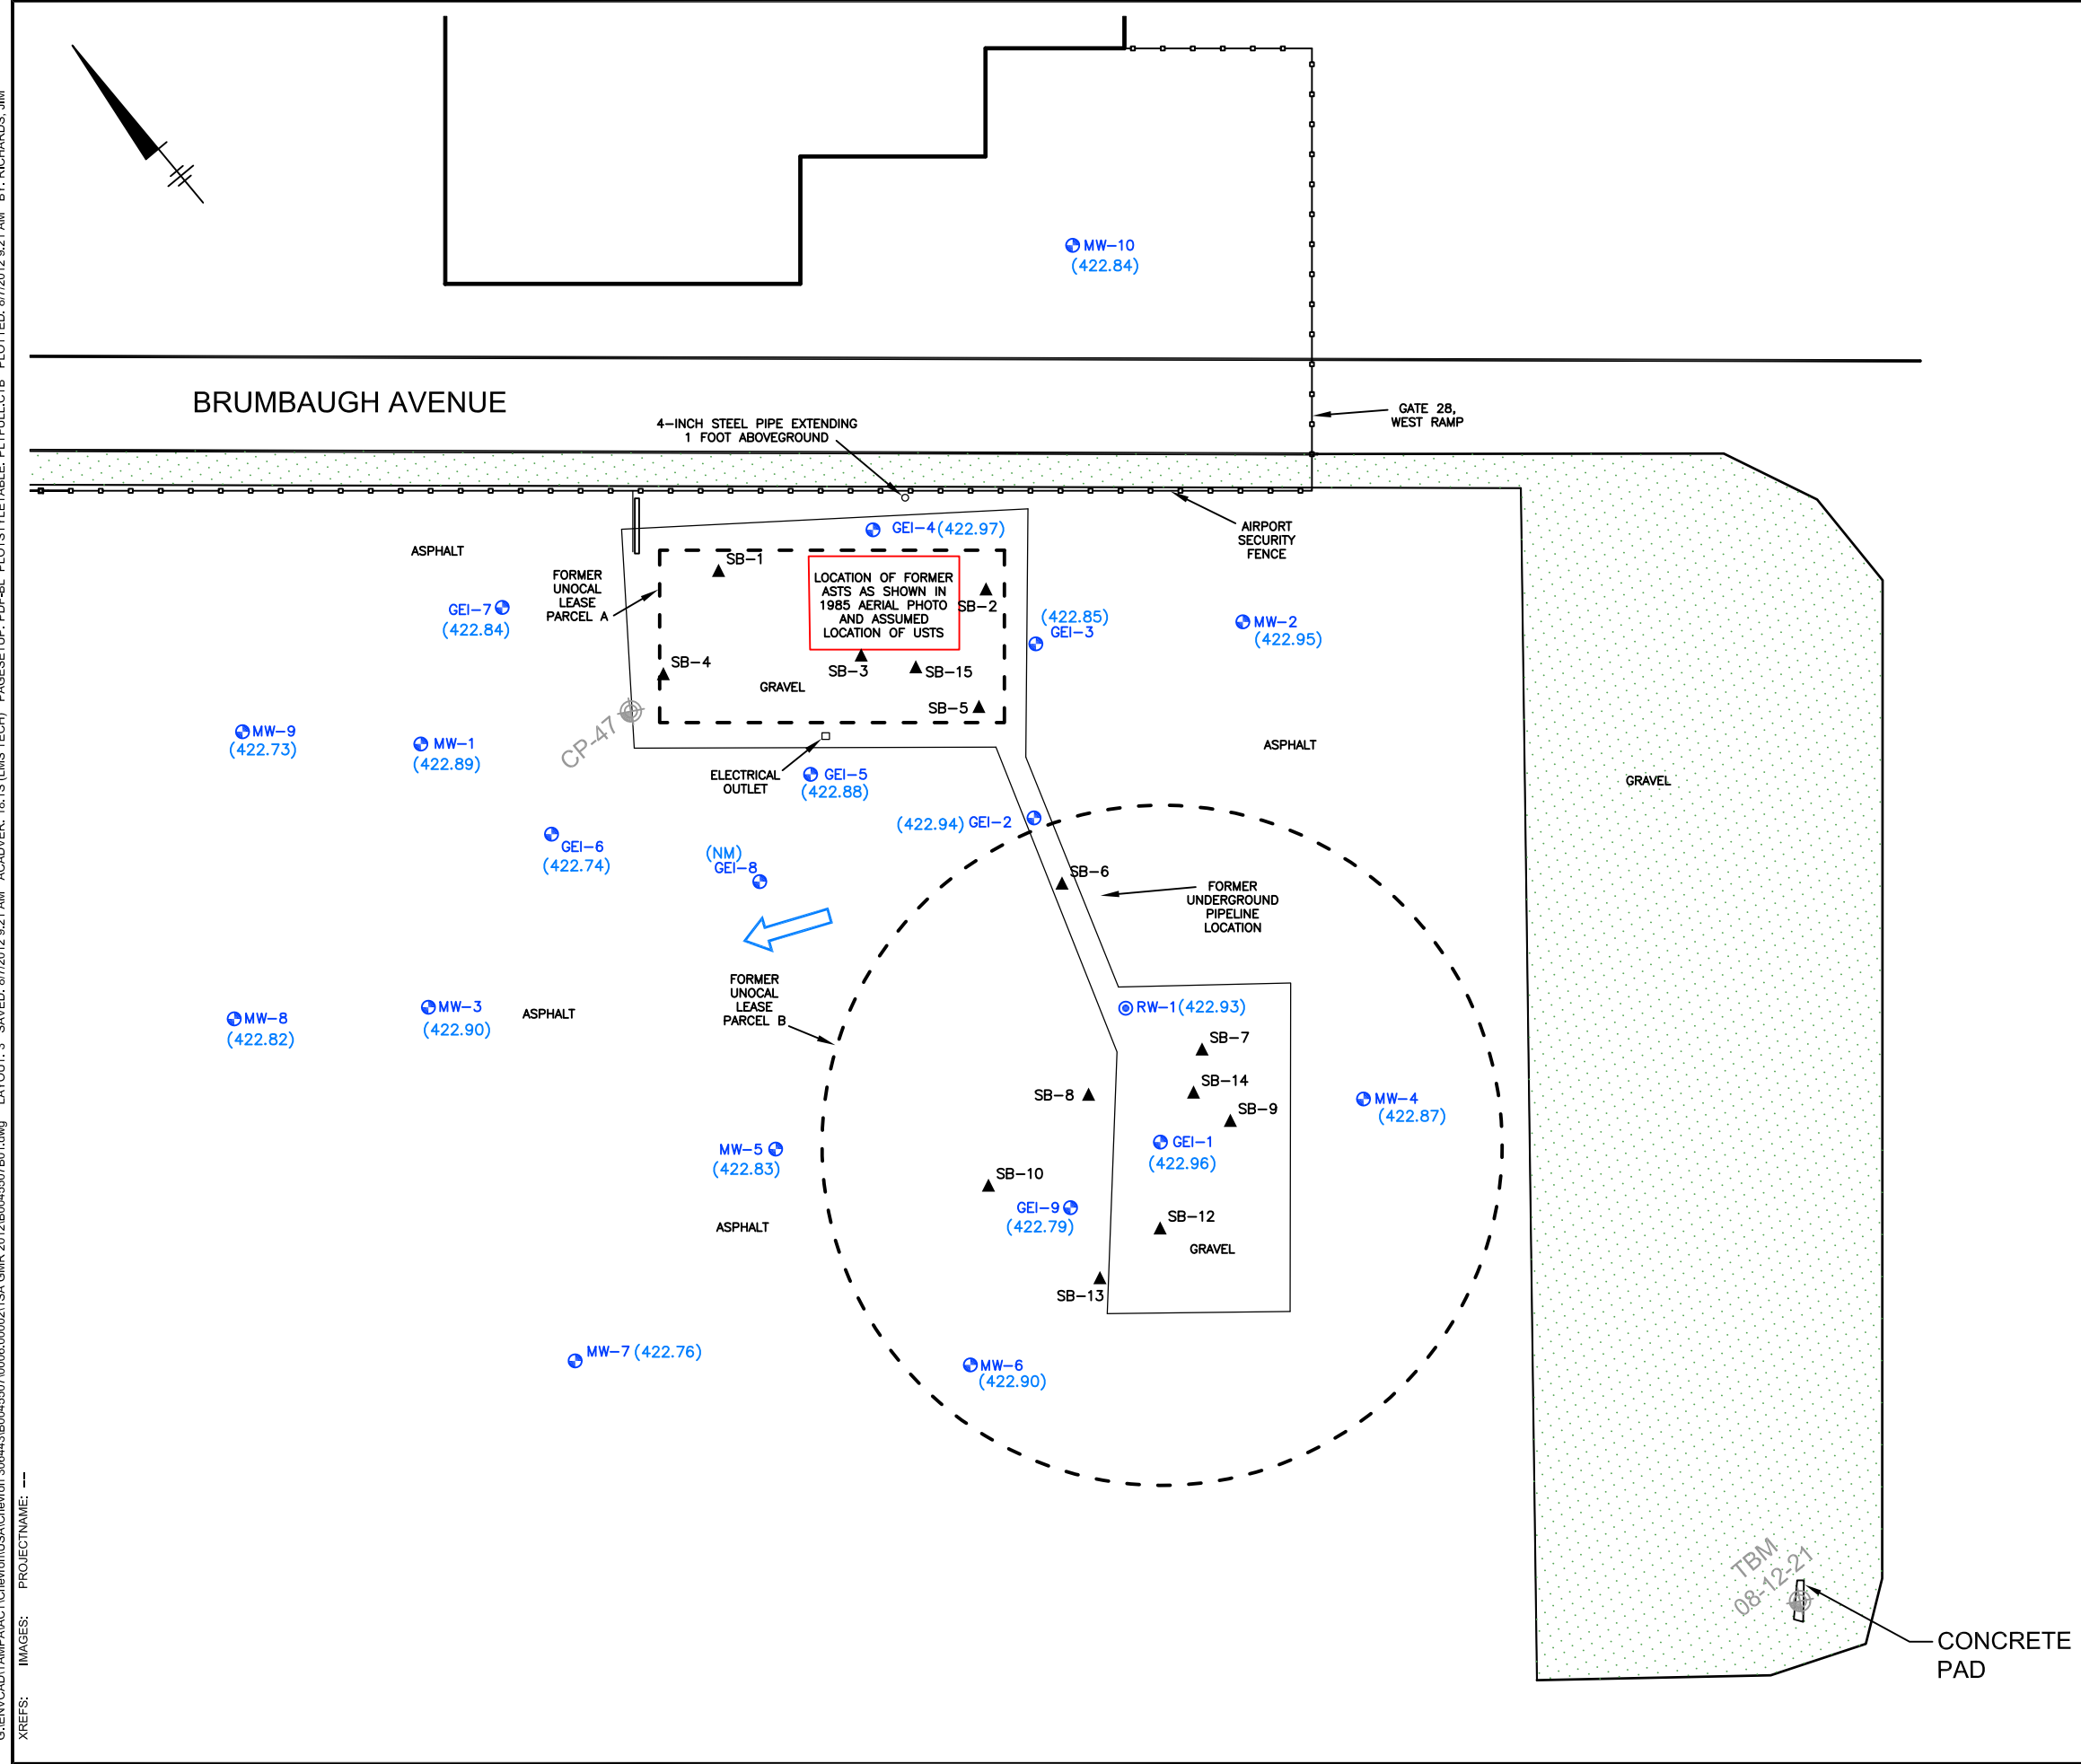 MW-10
(422.84)
BRUMBAUGH AVENUE
4-INCH STEEL PIPE EXTENDING
1 FOOT ABOVEGROUND
GATE 28,
WEST RAMP
AIRPORT
SECURITY
FENCE
ASPHALT
GEI-4 (422.97)
SB-1
FORMER
UNOCAL
LEASE
PARCEL A
LOCATION OF FORMER
ASTS AS SHOWN IN
1985 AERIAL PHOTO
AND ASSUMED
LOCATION OF USTS
SB-2
GEI-7
(422.84)
(422.85)
GEI-3
MW-2
(422.95)
SB-4
SB-3
SB-15
GRAVEL
SB-5
CP-47
MW-9
(422.73)
MW-1
(422.89)
ELECTRICAL
OUTLET
GEI-5
(422.88)
ASPHALT
GRAVEL
(422.94) GEI-2
GEI-6
(422.74)
(NM)
GEI-8
SB-6
FORMER
UNDERGROUND
PIPELINE
LOCATION
FORMER
UNOCAL
LEASE
PARCEL B
MW-8
(422.82)
MW-3
(422.90)
ASPHALT
RW-1 (422.93)
SB-7
SB-14
SB-8
SB-9
MW-4
(422.87)
GEI-1
(422.96)
MW-5
(422.83)
SB-10
GEI-9
(422.79)
SB-12
GRAVEL
ASPHALT
SB-13
MW-7 (422.76)
MW-6
(422.90)
TBM
08-12-21
CONCRETE
PAD
XREFS: IMAGES: PROJECTNAME: --